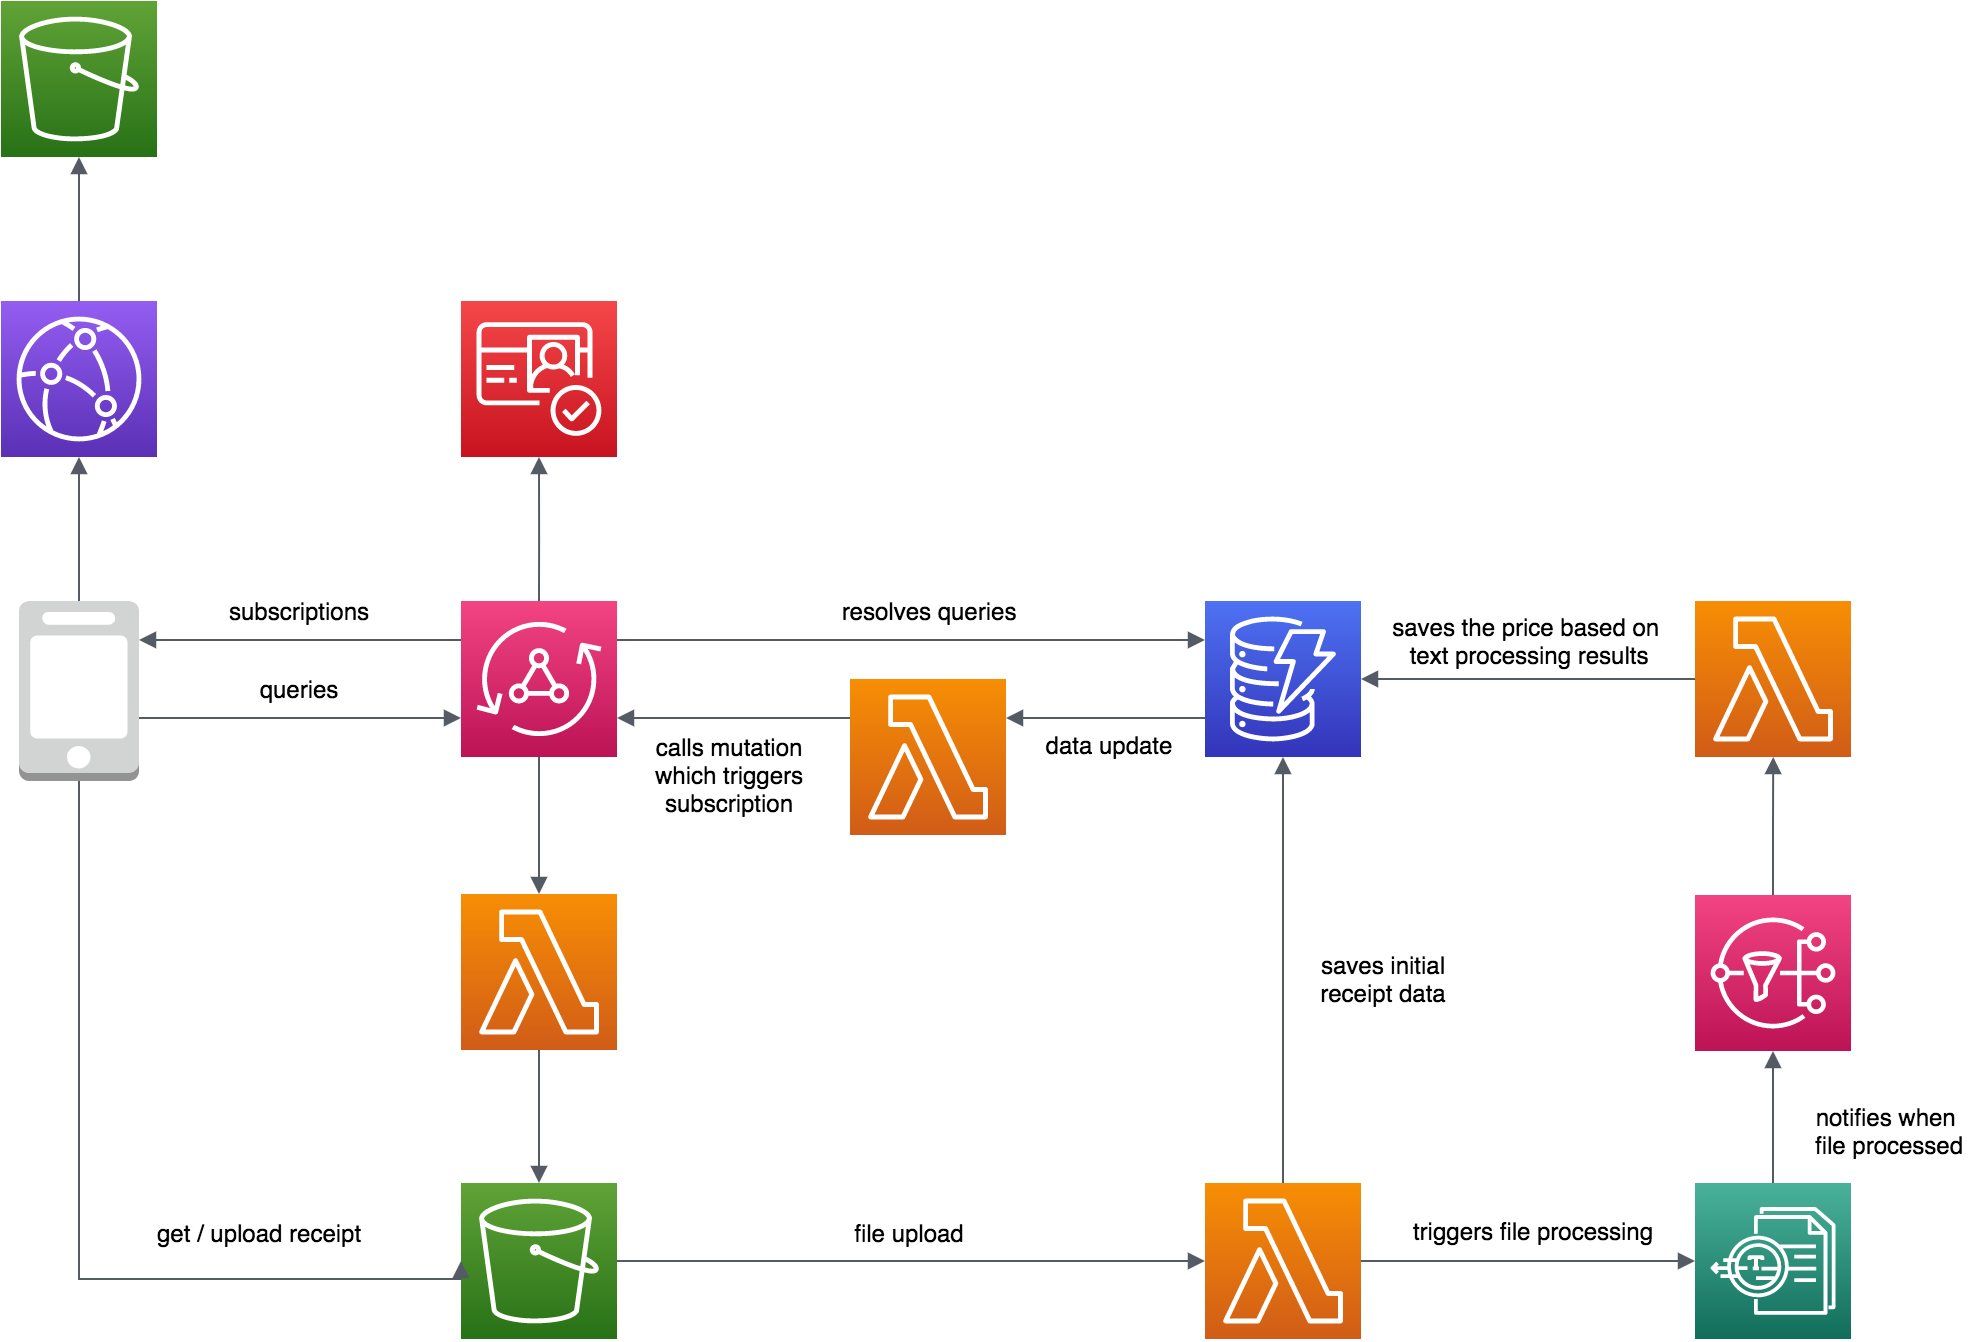 subscriptions
resolves queries
saves the price based on
text processing results
queries
calls mutation
which triggers
subscription
data update
saves initial
receipt data
notifies when
file processed
get / upload receipt
file upload
triggers file processing